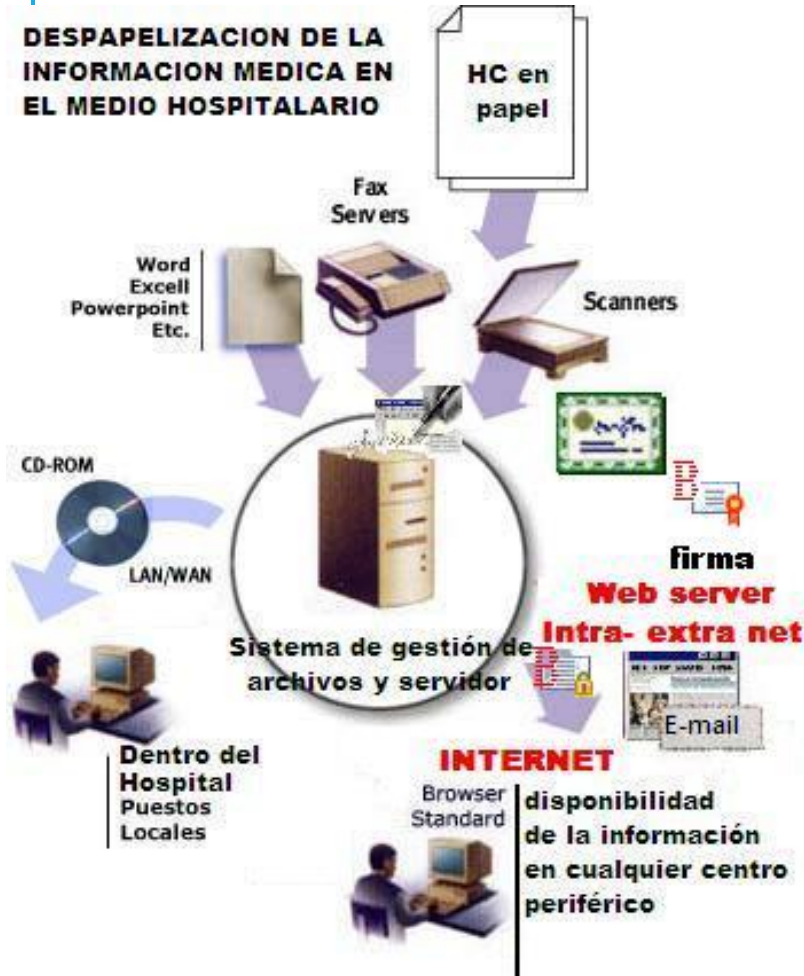 DESPAPELIZACION DE LA
INFORMACION MEDICA EN
EL MEDIO HOSPITALARIO
HC en
papel
Fax
Servers
Word
Excell
Powerpoint
Etc.
Scanners
CD-ROM
LAN/WAN
B
firma
Web server
Intra- extra net
Sistema de gestión de
archivos y servidor
B
E-mail
Dentro del
Hospital
Puestos
Locales
INTERNET
Browser
Standard
disponibilidad
de la información
en cualquier centro
periférico